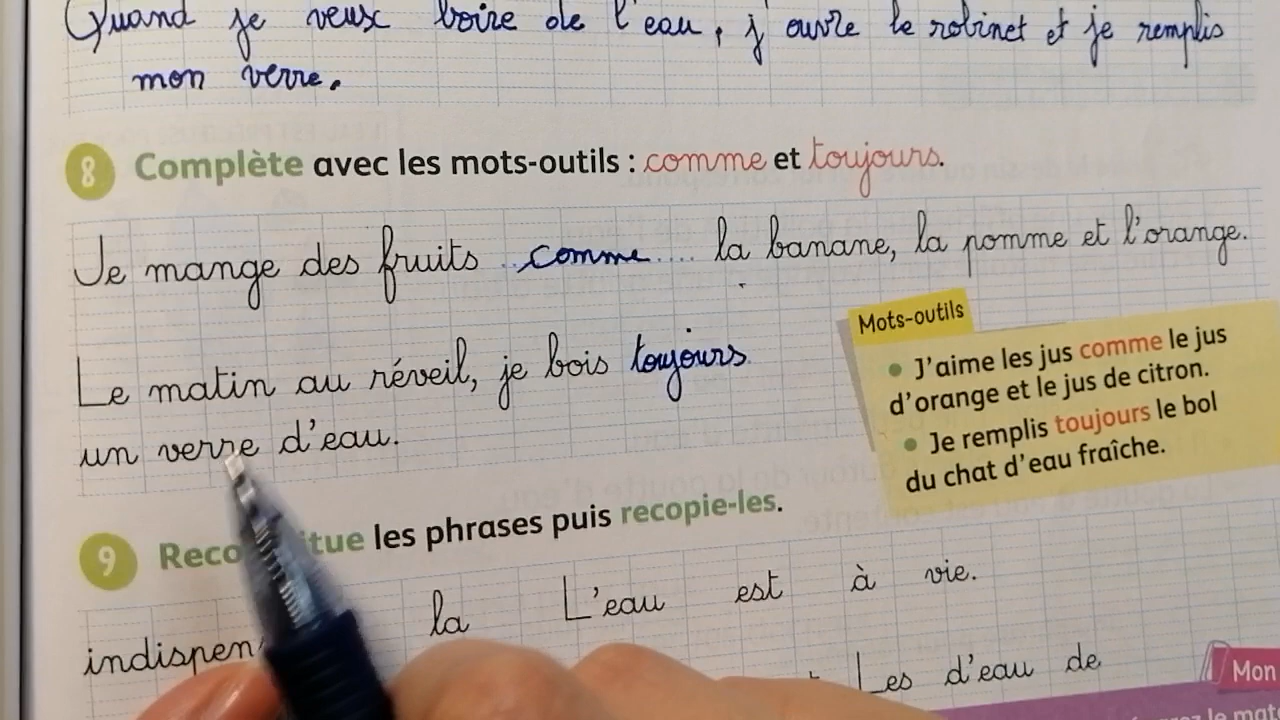 Quand je veux boire de l'eau, j'ouvre le robinet et je remplis
mon verre.
8 Complète avec les mots-outils : comme et toujours.
Je mange des fruits ..comme.... la banane, la pomme et l'orange.
Le matin au réveil, je bois toujours
un verre d'eau.
Mots-outils
• J'aime les jus comme le jus
d'orange et le jus de citron.
• Je remplis toujours le bol
du chat d'eau fraîche.
9 les phrases puis recopie-les.
la L'eau est à vie.
Les d'eau de
Mon